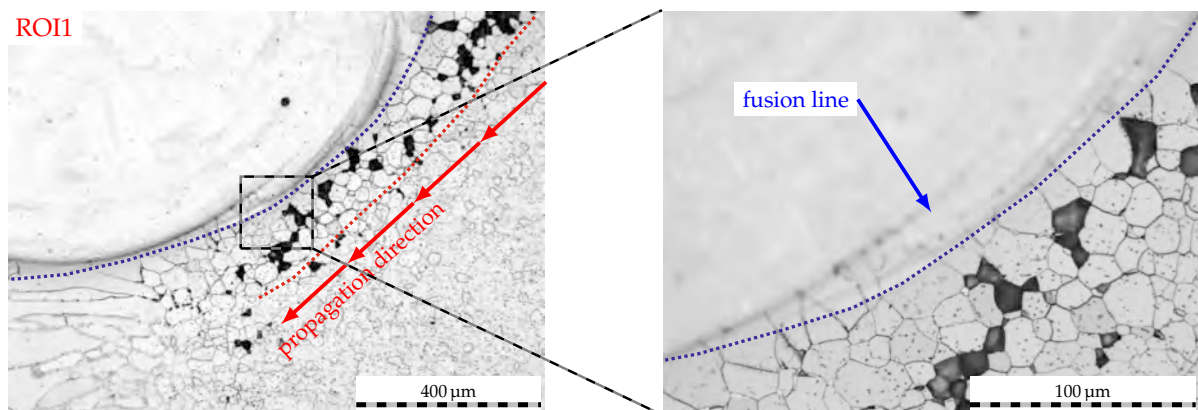 ROI1
fusion line
propagation direction
400 µm
100 µm